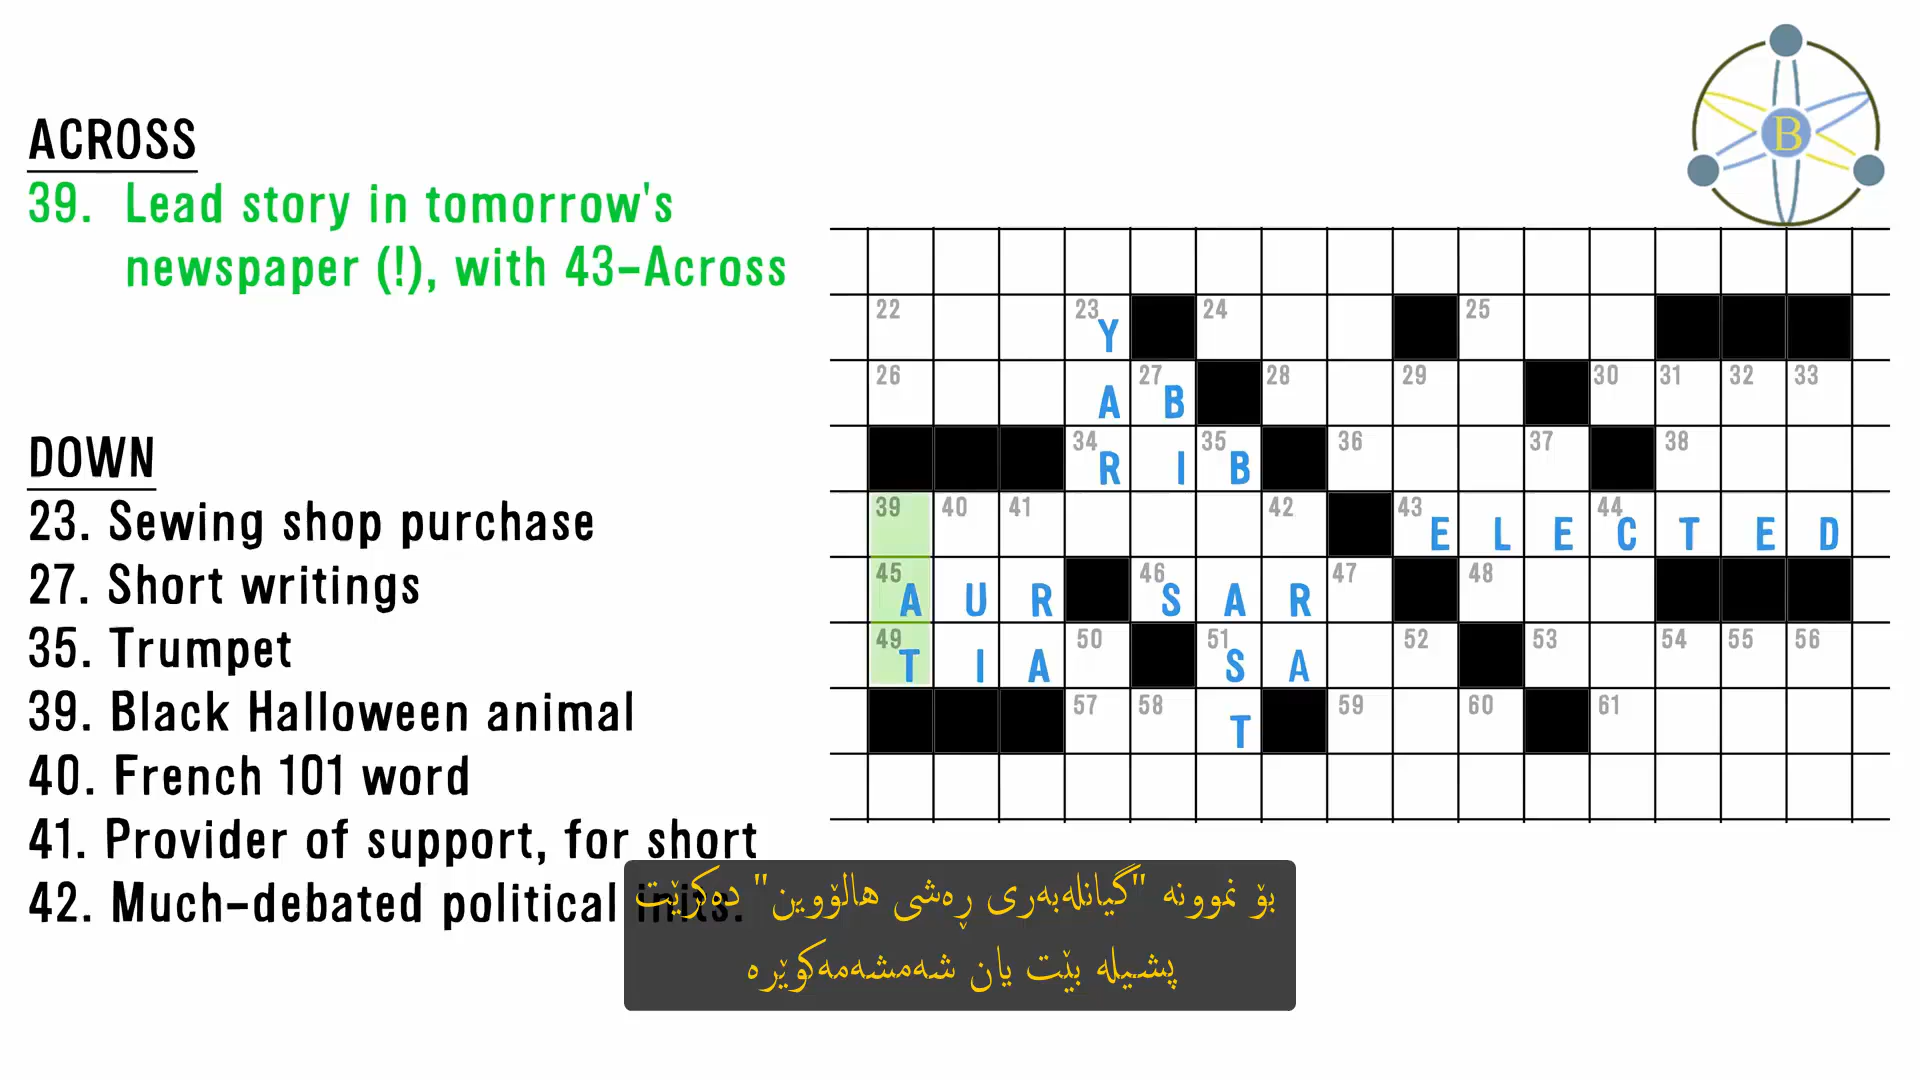 ACROSS
39. Lead story in tomorrow's
newspaper (!), with 43-Across
DOWN
23. Sewing shop purchase
27. Short writings
35. Trumpet
39. Black Halloween animal
40. French 101 word
41. Provider of support, for short
42. Much-debated political inits.
B
22 23 Y 24 25
26 A 27 B 28 29 30 31 32 33
34 R I 35 B 36 37 38
39 40 41 42 43 E L E 44 C T E D
45 A U R 46 S A R 47 48
49 T I A 50 51 S A 52 53 54 55 56
57 58 T 59 60 61
بۆ نموونە "گیانلەبەری ڕەشی هالۆوین" دەکرێت
پشیلە بێت یان شەمشەمەکوێرە